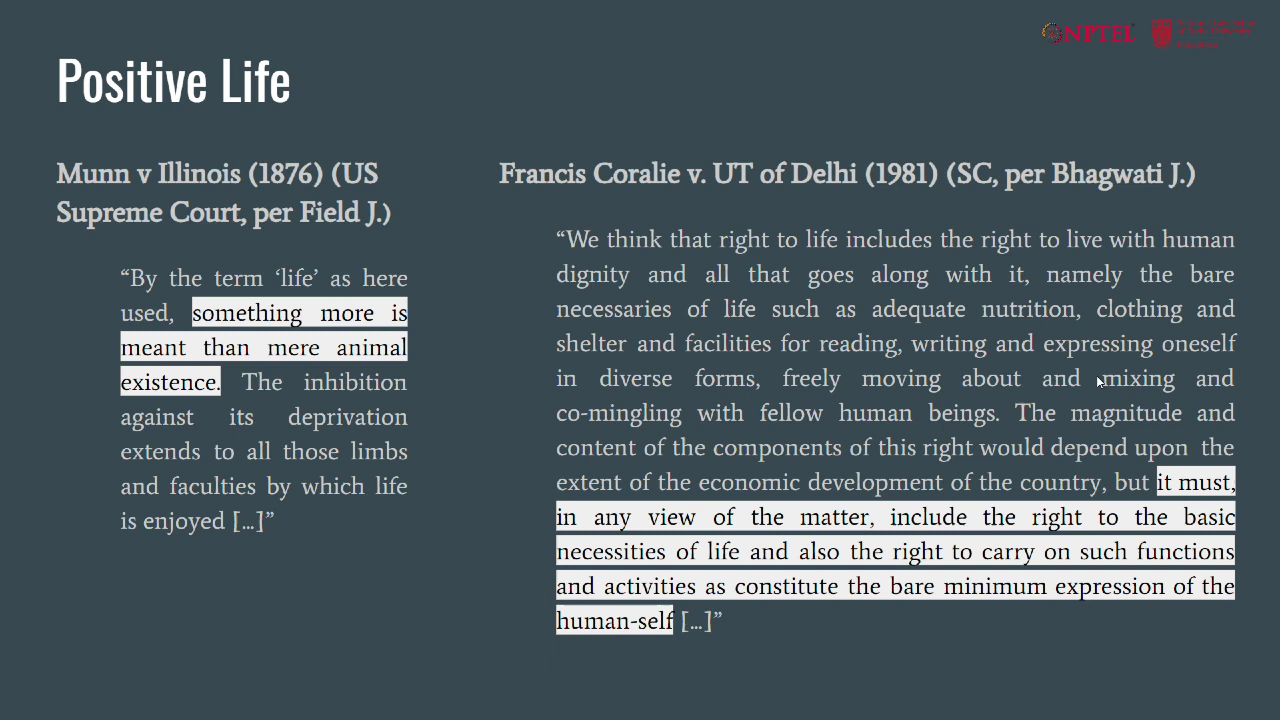 NPTEL
Positive Life
Munn v Illinois (1876) (US
Supreme Court, per Field J.)
“By the term ‘life’ as here
used, something more is
meant than mere animal
existence. The inhibition
against its deprivation
extends to all those limbs
and faculties by which life
is enjoyed […]”
Francis Coralie v. UT of Delhi (1981) (SC, per Bhagwati J.)
“We think that right to life includes the right to live with human
dignity and all that goes along with it, namely the bare
necessaries of life such as adequate nutrition, clothing and
shelter and facilities for reading, writing and expressing oneself
in diverse forms, freely moving about and mixing and
co-mingling with fellow human beings. The magnitude and
content of the components of this right would depend upon the
extent of the economic development of the country, but it must,
in any view of the matter, include the right to the basic
necessities of life and also the right to carry on such functions
and activities as constitute the bare minimum expression of the
human-self […]”